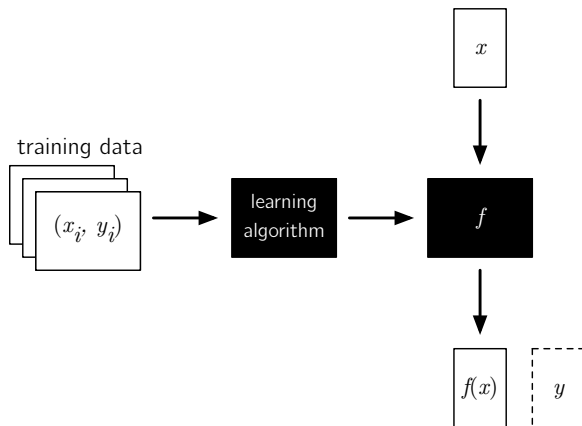 x
training data
(x_i, y_i)
learning
algorithm
f
f(x)
y